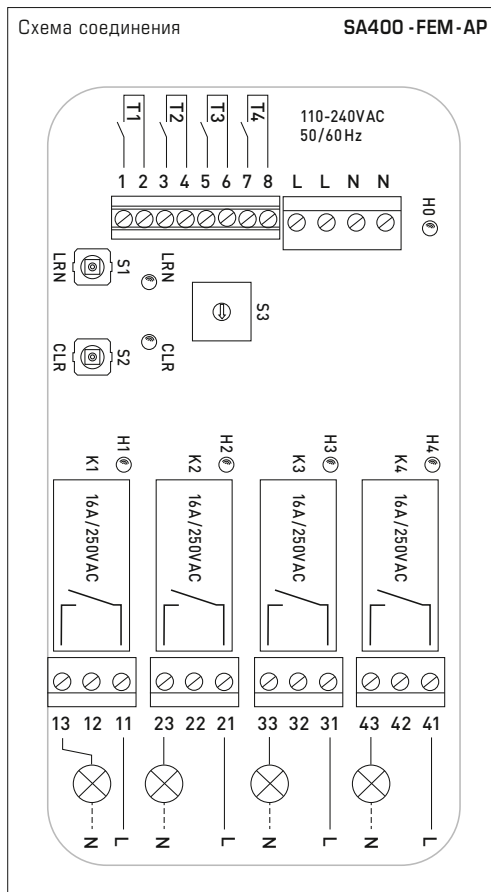 Схема соединения SA400 -FEM-AP
T1 T2 T3 T4
110-240VAC
50/60Hz
1 2 3 4 5 6 7 8 L L N N
H0
LRN S1 LRN
S3
CLR S2 CLR
H1 H2 H3 H4
K1 K2 K3 K4
16A/250VAC 16A/250VAC 16A/250VAC 16A/250VAC
13 12 11 23 22 21 33 32 31 43 42 41
N L N L N L N L